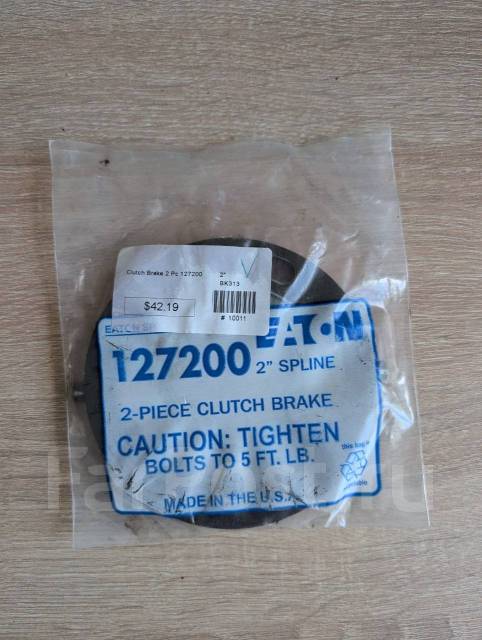 Clutch Brake 2 Pc 127200 2"
BK313
$42.19
# 10011
EATON
127200 2" SPLINE
2-PIECE CLUTCH BRAKE
CAUTION: TIGHTEN
BOLTS TO 5 FT. LB.
this bag
MADE IN THE U.S.A.